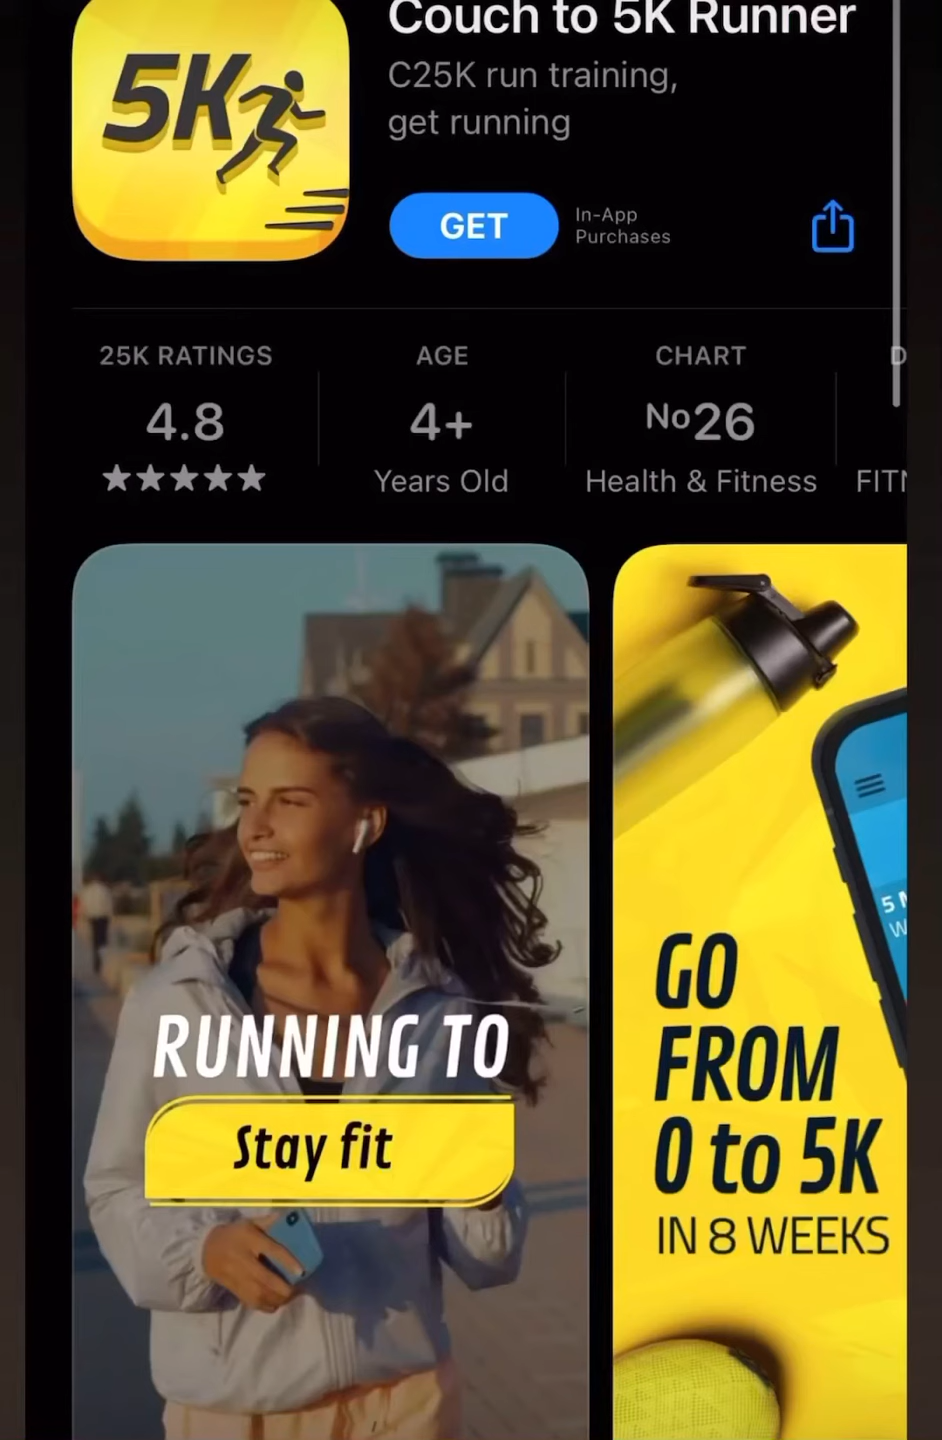 Couch to 5K Runner
5K
C25K run training,
get running
GET
In-App
Purchases
25K RATINGS
4.8
AGE
4+
Years Old
CHART
No26
Health & Fitness
RUNNING TO
Stay fit
GO
FROM
0 to 5K
IN 8 WEEKS